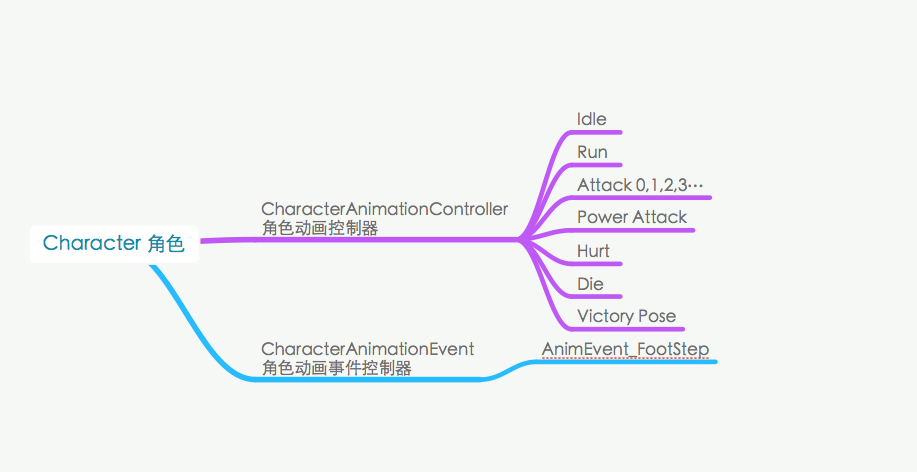 Character 角色
CharacterAnimationController
角色动画控制器
Idle
Run
Attack 0,1,2,3…
Power Attack
Hurt
Die
Victory Pose
CharacterAnimationEvent
角色动画事件控制器
AnimEvent_FootStep